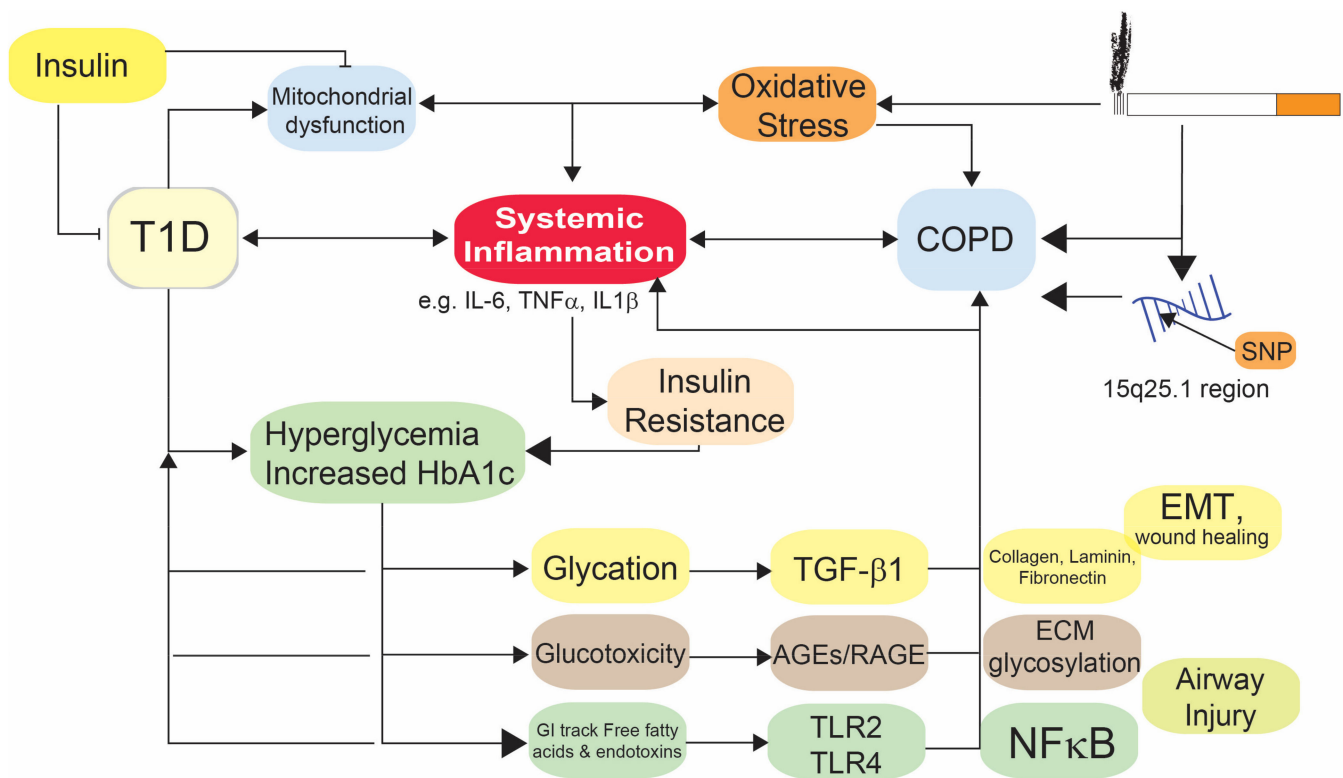 Insulin
Mitochondrial
dysfunction
Oxidative
Stress
T1D
Systemic
Inflammation
COPD
e.g. IL-6, TNFα, IL1β
SNP
15q25.1 region
Insulin
Resistance
Hyperglycemia
Increased HbA1c
EMT,
wound healing
Glycation
TGF-β1
Collagen, Laminin,
Fibronectin
Glucotoxicity
AGEs/RAGE
ECM
glycosylation
Airway
Injury
GI track Free fatty
acids & endotoxins
TLR2
TLR4
NFκB